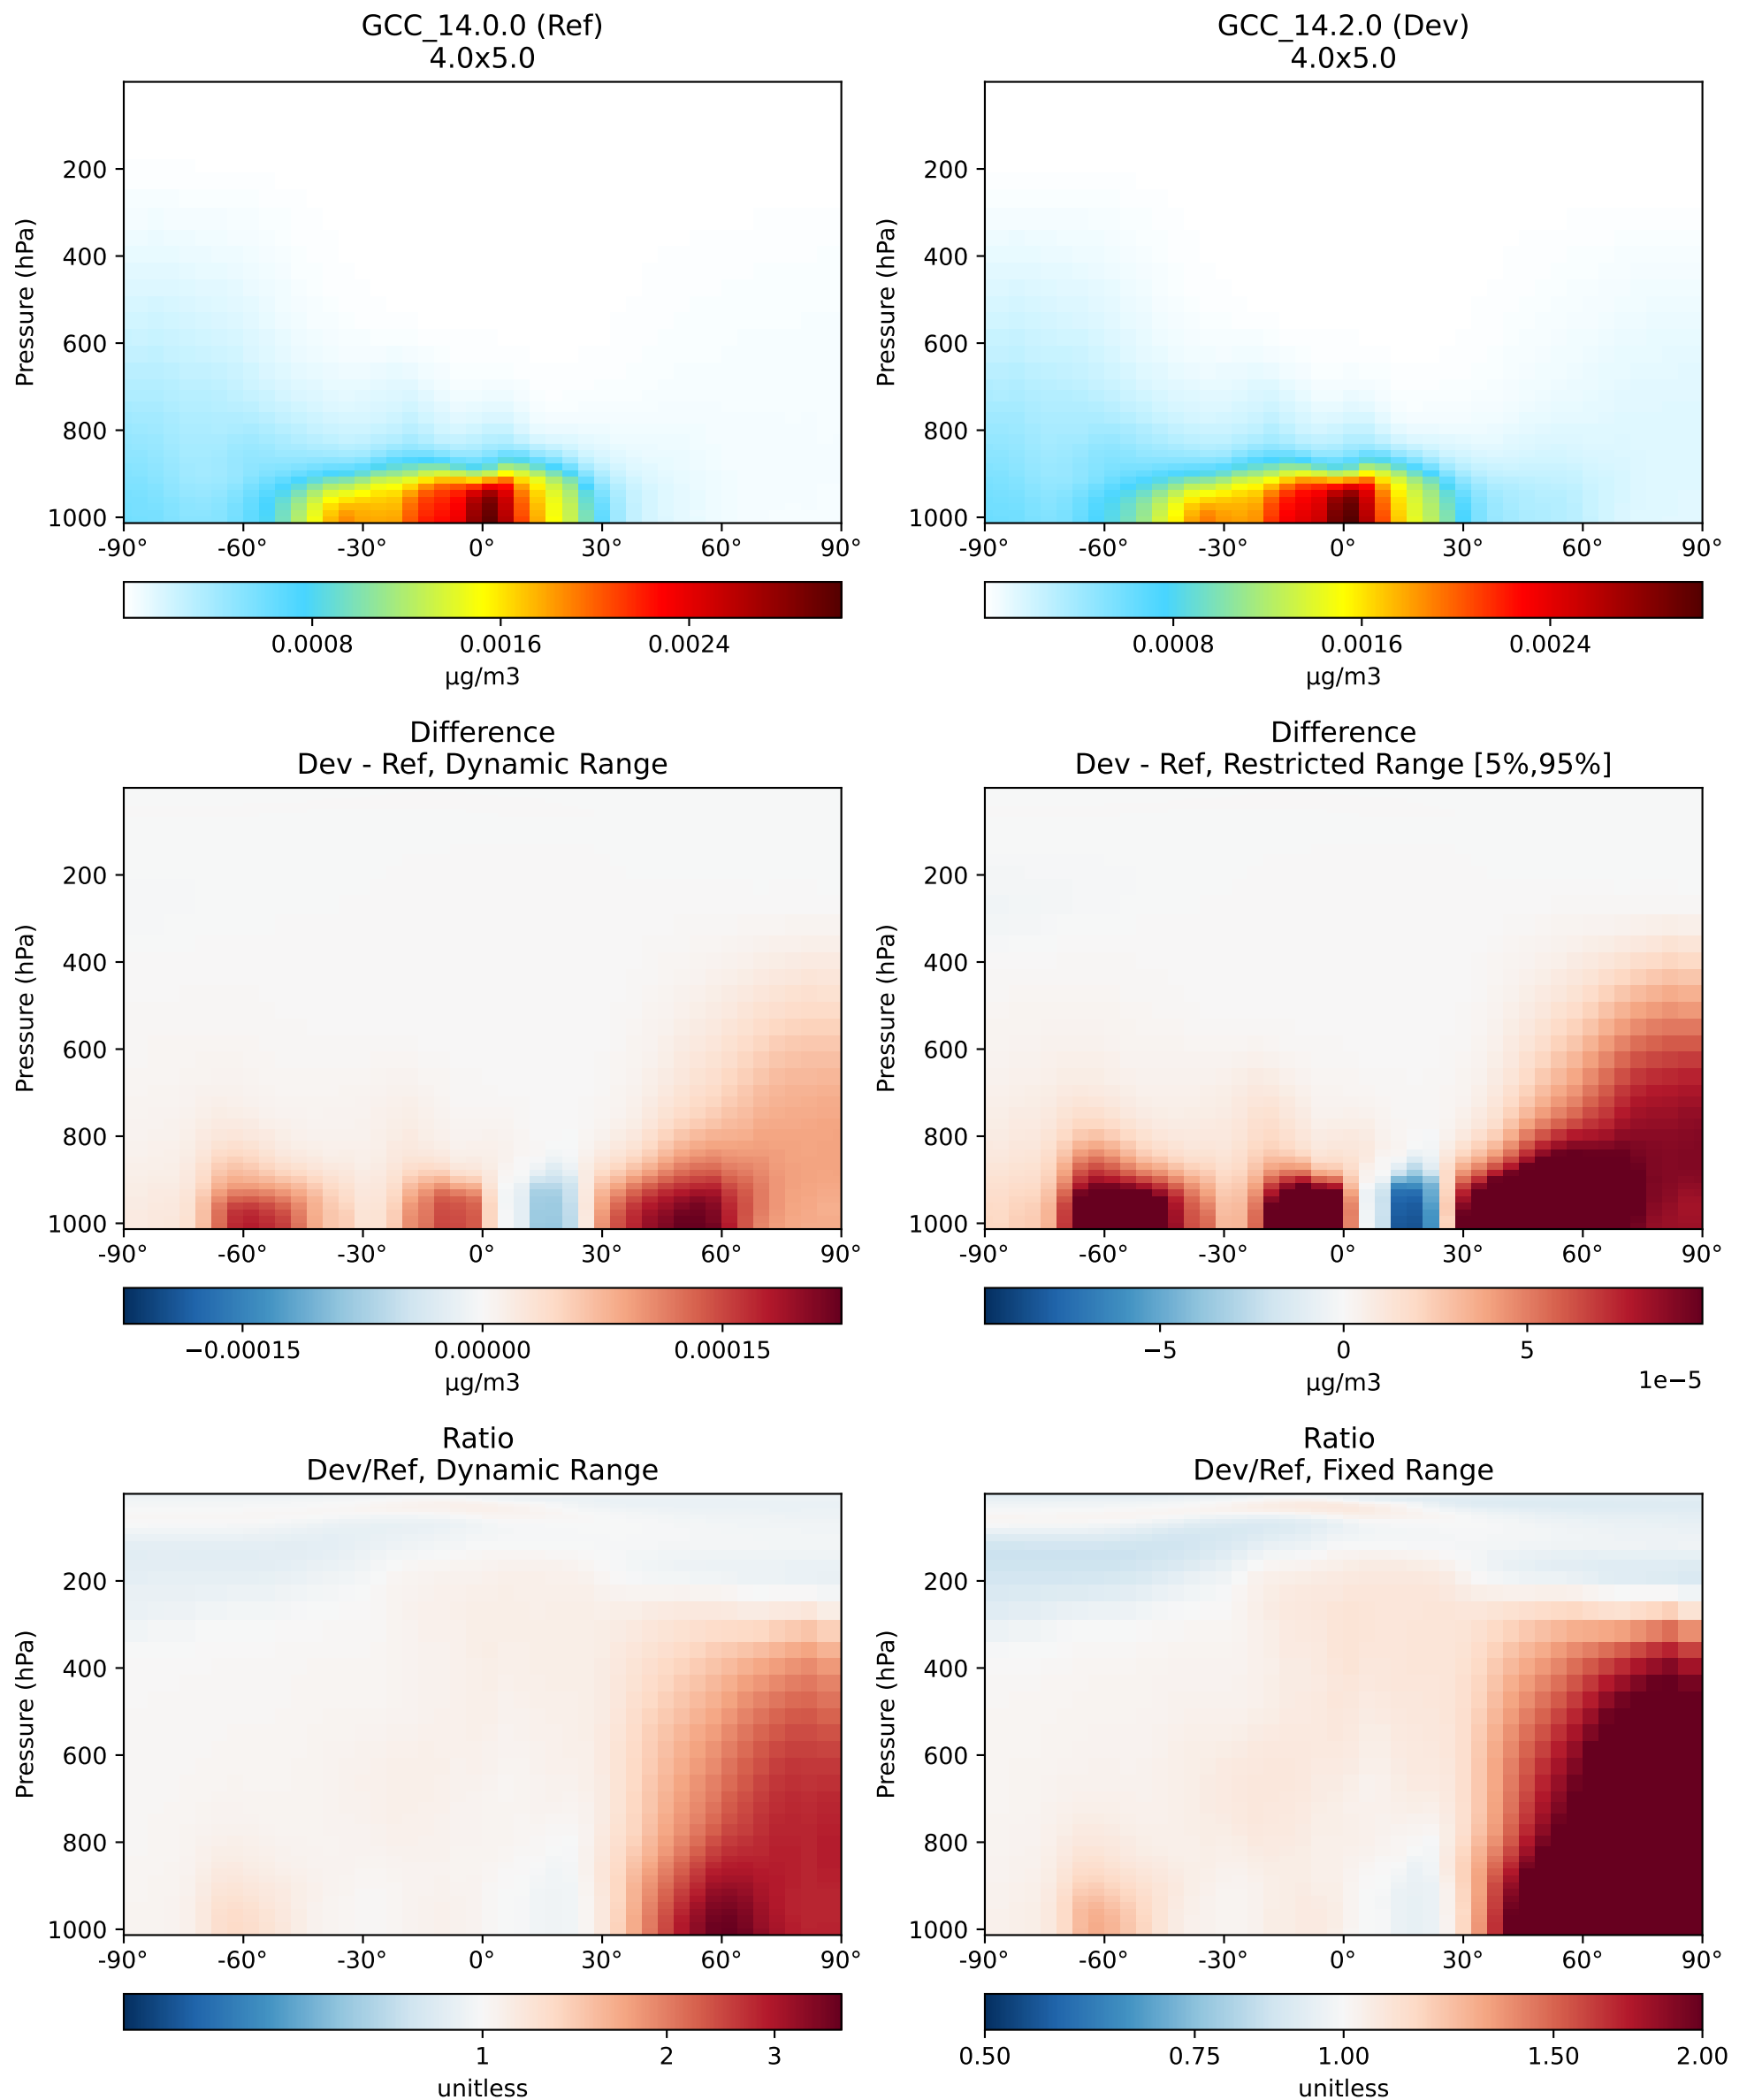 GCC_14.0.0 (Ref)
4.0x5.0
Pressure (hPa)
200
400
600
800
1000
-90° -60° -30° 0° 30° 60° 90°
0.0008 0.0016 0.0024
µg/m3
GCC_14.2.0 (Dev)
4.0x5.0
Pressure (hPa)
200
400
600
800
1000
-90° -60° -30° 0° 30° 60° 90°
0.0008 0.0016 0.0024
µg/m3
Difference
Dev - Ref, Dynamic Range
Pressure (hPa)
200
400
600
800
1000
-90° -60° -30° 0° 30° 60° 90°
−0.00015 0.00000 0.00015
µg/m3
Difference
Dev - Ref, Restricted Range [5%,95%]
Pressure (hPa)
200
400
600
800
1000
-90° -60° -30° 0° 30° 60° 90°
−5 0 5
µg/m3 1e−5
Ratio
Dev/Ref, Dynamic Range
Pressure (hPa)
200
400
600
800
1000
-90° -60° -30° 0° 30° 60° 90°
1 2 3
unitless
Ratio
Dev/Ref, Fixed Range
Pressure (hPa)
200
400
600
800
1000
-90° -60° -30° 0° 30° 60° 90°
0.50 0.75 1.00 1.50 2.00
unitless